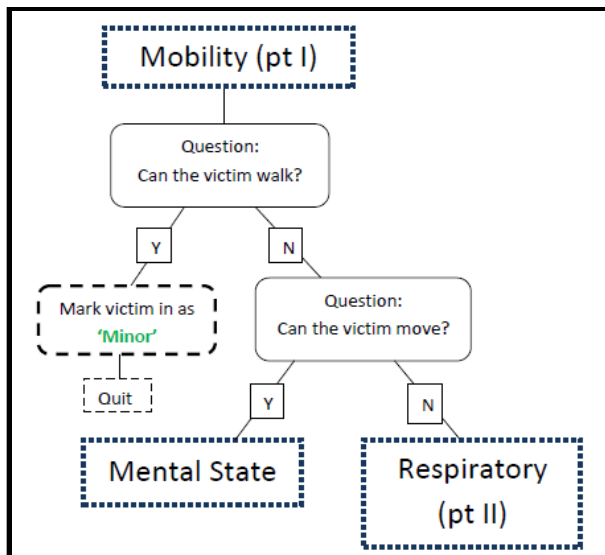 Mobility (pt I)
Question:
Can the victim walk?
Y
N
Mark victim in as
‘Minor’
Quit
Question:
Can the victim move?
Y
N
Mental State
Respiratory
(pt II)